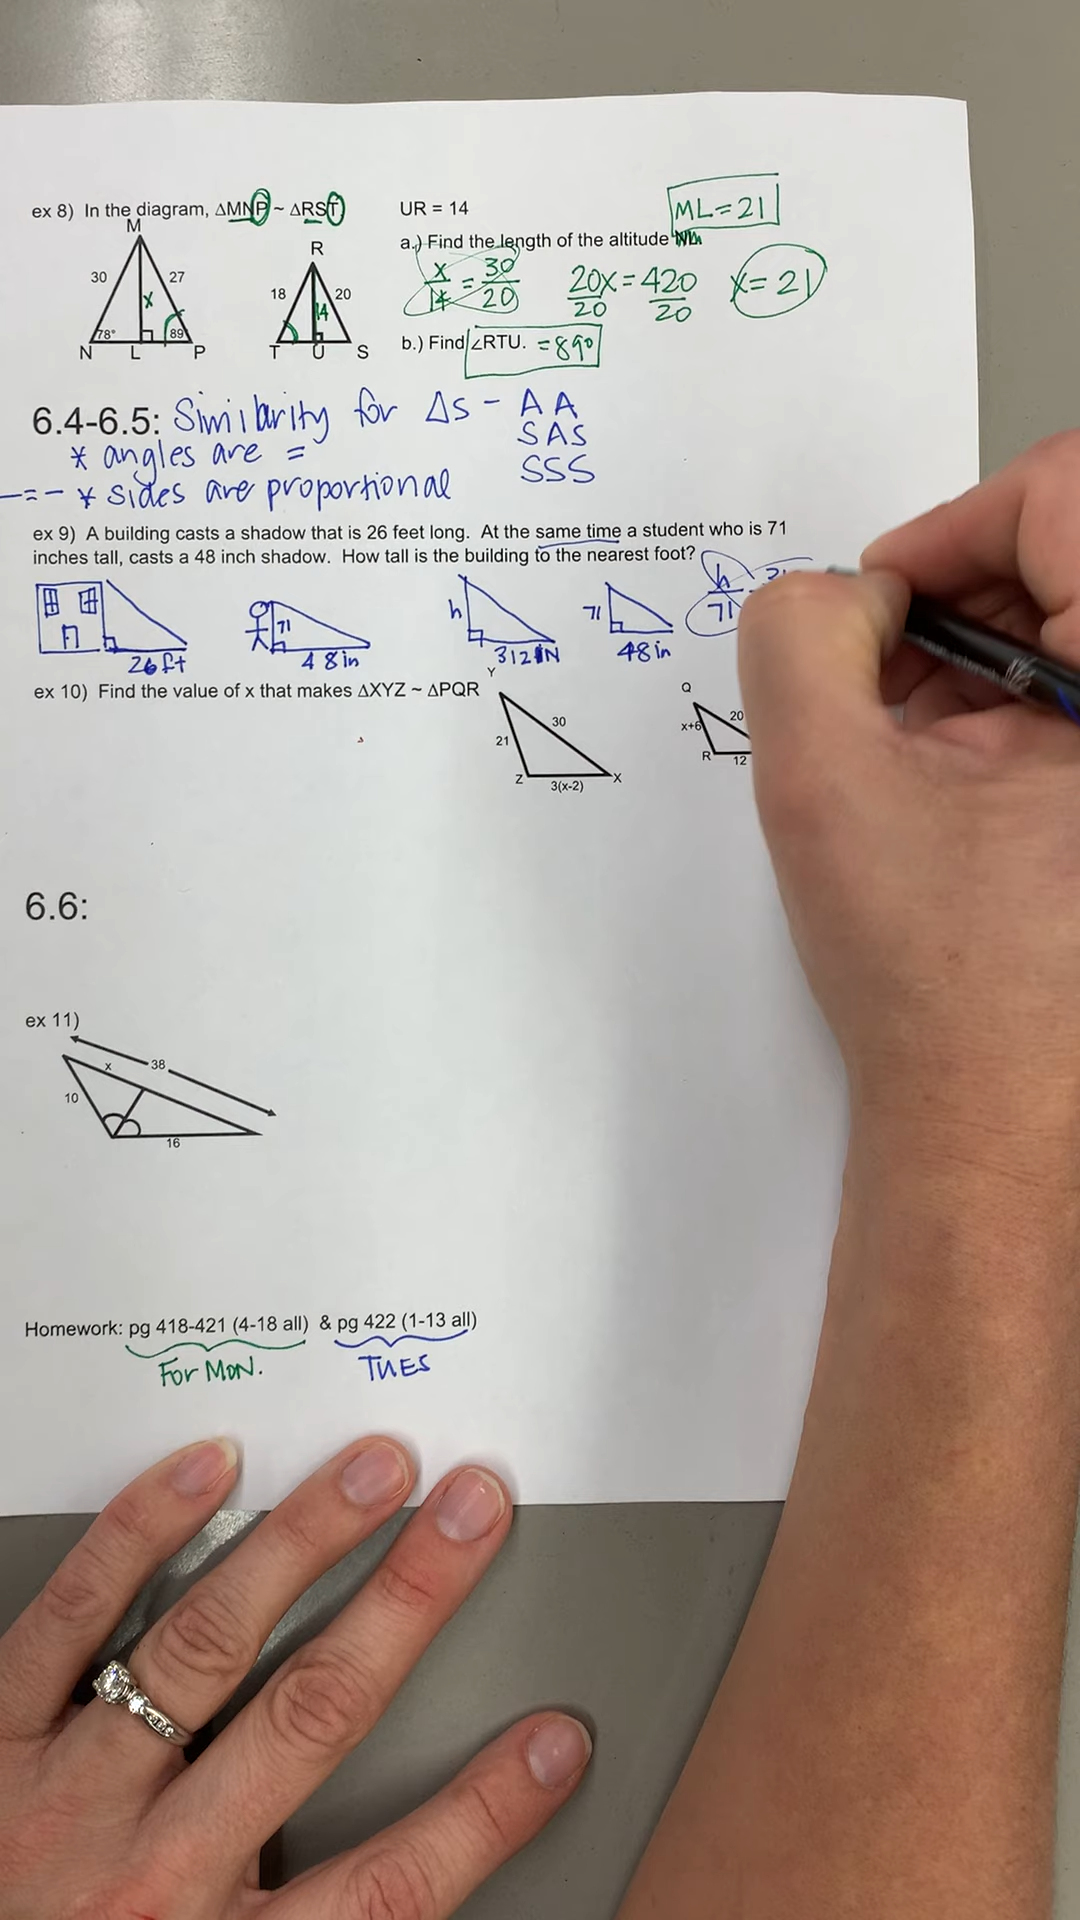 ex 8) In the diagram, ΔMNP ~ ΔRST
UR = 14
ML = 21
a.) Find the length of the altitude
M
30
27
x
78°
89
N
L
P
R
18
20
14
T
U
S
x/14 = 30/20
20x = 420
20 20
x = 21
b.) Find ∠RTU. = 89°
6.4-6.5: Similarity for Δs - AA
SAS
SSS
* angles are =
- = - * sides are proportional
ex 9) A building casts a shadow that is 26 feet long. At the same time a student who is 71
inches tall, casts a 48 inch shadow. How tall is the building to the nearest foot?
26 ft
71
48 in
h
312 IN
71
48 in
h/71
ex 10) Find the value of x that makes ΔXYZ ~ ΔPQR
Y
30
21
Z
X
3(x-2)
Q
x+6
20
R
12
6.6:
ex 11)
x
38
10
16
Homework: pg 418-421 (4-18 all) & pg 422 (1-13 all)
For MON.
TUES